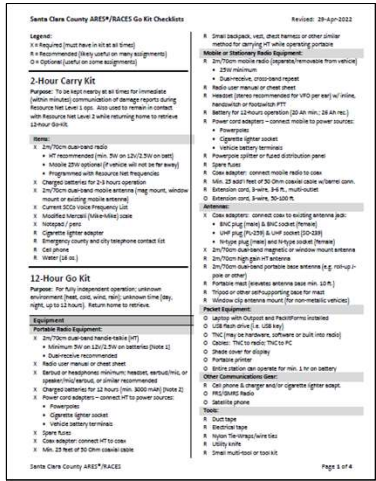 Santa Clara County ARES®/RACES Go Kit Checklists
Revised: 29-Apr-2022
Legend:
X = Required (must have in kit at all times)
R = Recommended (likely useful on many assignments)
O = Optional (useful on some assignments)
2-Hour Carry Kit
Purpose: To be kept nearby at all times for immediate
(within minutes) communication of damage reports during
Resource Net Level 1 ops. Also used to remain in contact
with Resource Level 2 while returning home to retrieve
12-hour Go-Kit.
Items:
X 2m/70cm dual-band radio
• HT recommended (min. 5W on 12V/2.5W on batt)
• Mobile 25W optional (if vehicle will not be far away)
• Programmed with Resource Net frequencies
X Charged batteries for 2-3 hours operation
X 2m/70cm dual-band mobile antenna (mag mount, window
mount or existing mobile antenna)
X Current SCCo Voice Frequency List
X Modified Mercali (Mike-Mike) scale
X Notepad / pens
R Cigarette lighter adapter
R Emergency county and city telephone contact list
R Cell phone
R Water (16 oz.)
12-Hour Go Kit
Purpose: For fully independent operation; unknown
environment (heat, cold, wind, rain); unknown time (day,
night, up to 12 hours). Return home to retrieve.
Equipment
Portable Radio Equipment:
X 2m/70cm dual-band handie-talkie (HT)
• Minimum 5W on 12V/2.5W on batteries [Note 1]
• Dual-receive recommended
X Radio user manual or cheat sheet
X Earbud or headphones minimum; headset, earbud/mic, or
speaker/mic/earbud, or similar recommended
X Charged batteries for 12 hours (min. 3000 mAH) [Note 2]
X Power cord adapters – connect HT to power sources:
• Powerpoles
• Cigarette lighter socket
• Vehicle battery terminals
X Spare fuses
X Coax adapter: connect HT to coax
X Min. 25 feet of 50 Ohm coaxial cable
R Small backpack, vest, chest harness or other similar
method for carrying HT while operating portable
Mobile or Stationary Radio Equipment:
R 2m/70cm mobile radio (separate/removable from vehicle)
• 25W minimum
• Dual-receive, cross-band repeat
R Radio user manual or cheat sheet
R Headset (stereo recommended for VFO per ear) w/ inline,
handswitch or footswitch PTT
R Battery for 12-hours operation (20 Ah min.; 26 Ah rec.)
R Power cord adapters – connect mobile to power sources:
• Powerpoles
• Cigarette lighter socket
• Vehicle battery terminals
R Powerpole splitter or fused distribution panel
R Spare fuses
R Coax adapter: connect mobile radio to coax
R Min. 25 add'l feet of 50 Ohm coaxial cable w/barrel conn.
R Extension cord, 3-wire, 3-6 ft., multi-outlet
O Extension cord, 3-wire, 50-100 ft.
Antennas:
X Coax adapters: connect coax to existing antenna jack:
• BNC plug (male) & BNC socket (female)
• UHF plug (PU-259) & UHF socket (SO-239)
• N-type plug (male) and N-type socket (female)
X 2m/70cm dual-band magnetic or window mount antenna
R 2m/70cm high gain HT antenna
R 2m/70cm dual-band portable base antenna (e.g. roll-up J-
pole or other)
R Portable mast (elevates antenna base min. 10 ft.)
R Tripod or other self-supporting base for mast
R Window clip antenna mount (for non-metallic vehicles)
Packet Equipment:
O Laptop with Outpost and PackItForms installed
O USB flash drive (i.e. USB key)
O TNC (may be hardware, software or built into radio)
O Cables: TNC to radio; TNC to PC
O Shade cover for display
O Portable printer
O Entire station can operate for min. 1 hr on battery
Other Communications Gear:
R Cell phone & charger and/or cigarette lighter adapt.
O FRS/GMRS Radio
O Satellite phone
Tools:
R Duct tape
R Electrical tape
R Nylon Tie-Wraps/wire ties
R Utility knife
R Small multi-tool or tool kit
Santa Clara County ARES®/RACES
Page 1 of 4